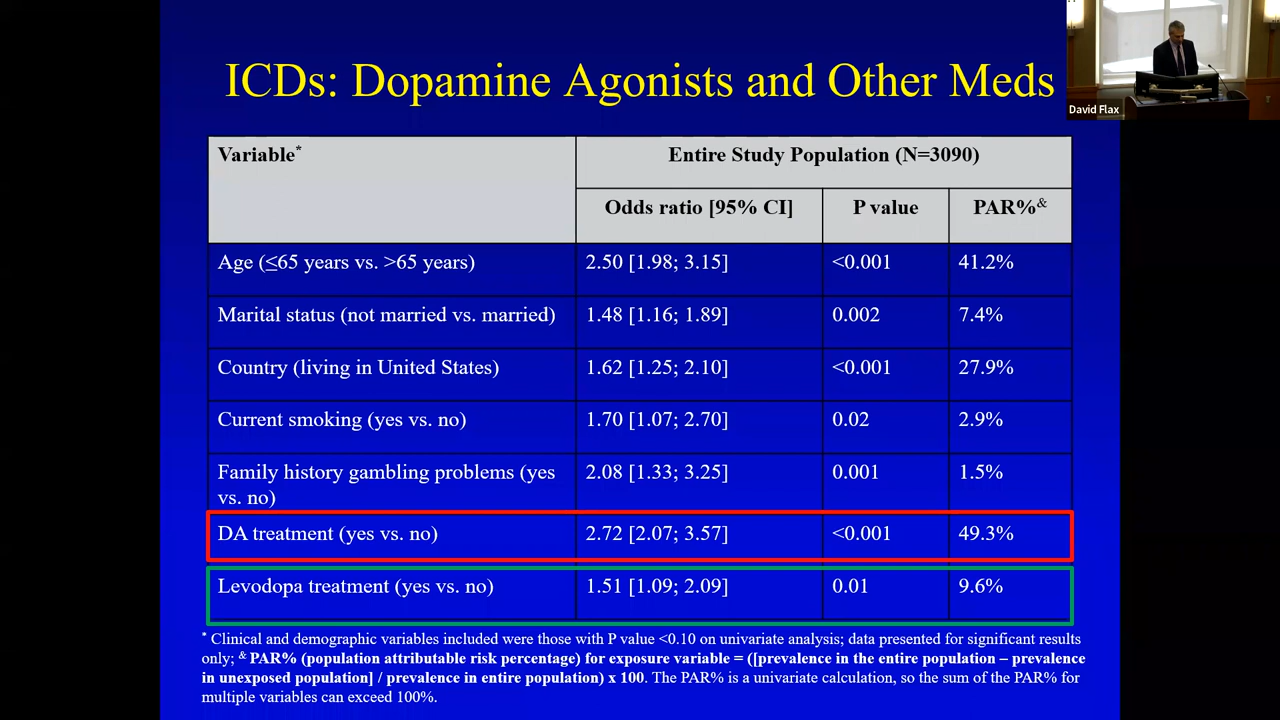 ICDs: Dopamine Agonists and Other Meds
David Flax
Variable*
Entire Study Population (N=3090)
Odds ratio [95% CI]
P value
PAR%&
Age (≤65 years vs. >65 years)
2.50 [1.98; 3.15]
<0.001
41.2%
Marital status (not married vs. married)
1.48 [1.16; 1.89]
0.002
7.4%
Country (living in United States)
1.62 [1.25; 2.10]
<0.001
27.9%
Current smoking (yes vs. no)
1.70 [1.07; 2.70]
0.02
2.9%
Family history gambling problems (yes
vs. no)
2.08 [1.33; 3.25]
0.001
1.5%
DA treatment (yes vs. no)
2.72 [2.07; 3.57]
<0.001
49.3%
Levodopa treatment (yes vs. no)
1.51 [1.09; 2.09]
0.01
9.6%
* Clinical and demographic variables included were those with P value <0.10 on univariate analysis; data presented for significant results
only; & PAR% (population attributable risk percentage) for exposure variable = ([prevalence in the entire population – prevalence
in unexposed population] / prevalence in entire population) x 100. The PAR% is a univariate calculation, so the sum of the PAR% for
multiple variables can exceed 100%.